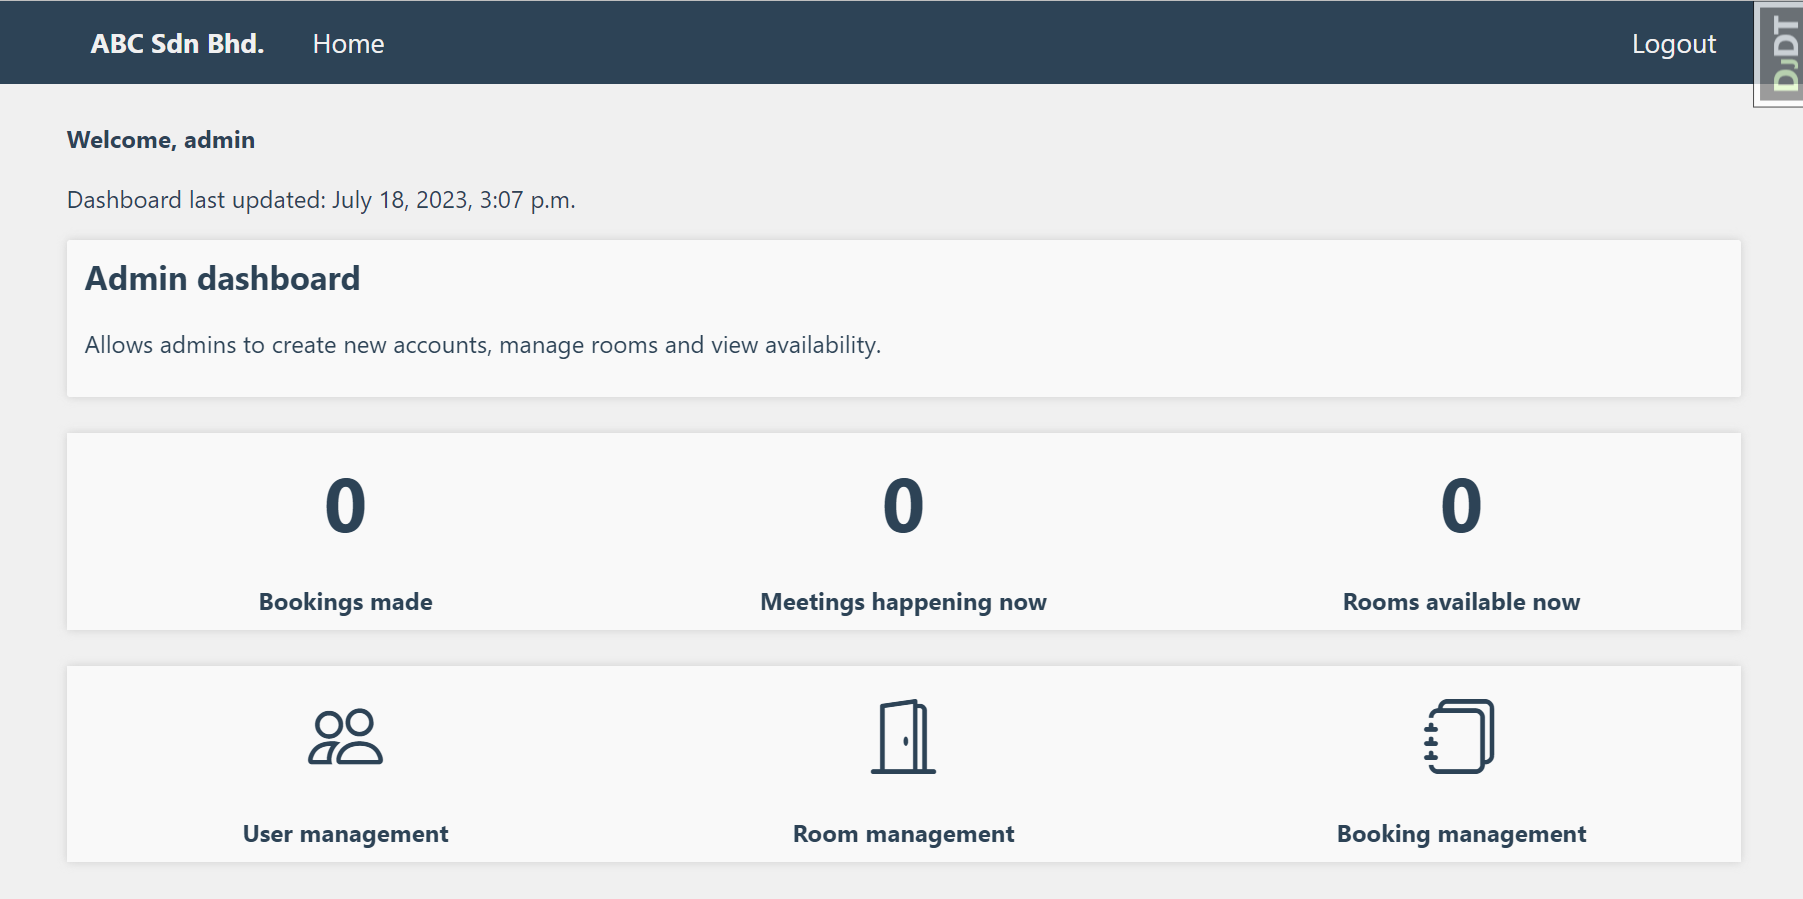 ABC Sdn Bhd. Home Logout
DJDT
Welcome, admin
Dashboard last updated: July 18, 2023, 3:07 p.m.
Admin dashboard
Allows admins to create new accounts, manage rooms and view availability.
0 0 0
Bookings made Meetings happening now Rooms available now
User management Room management Booking management